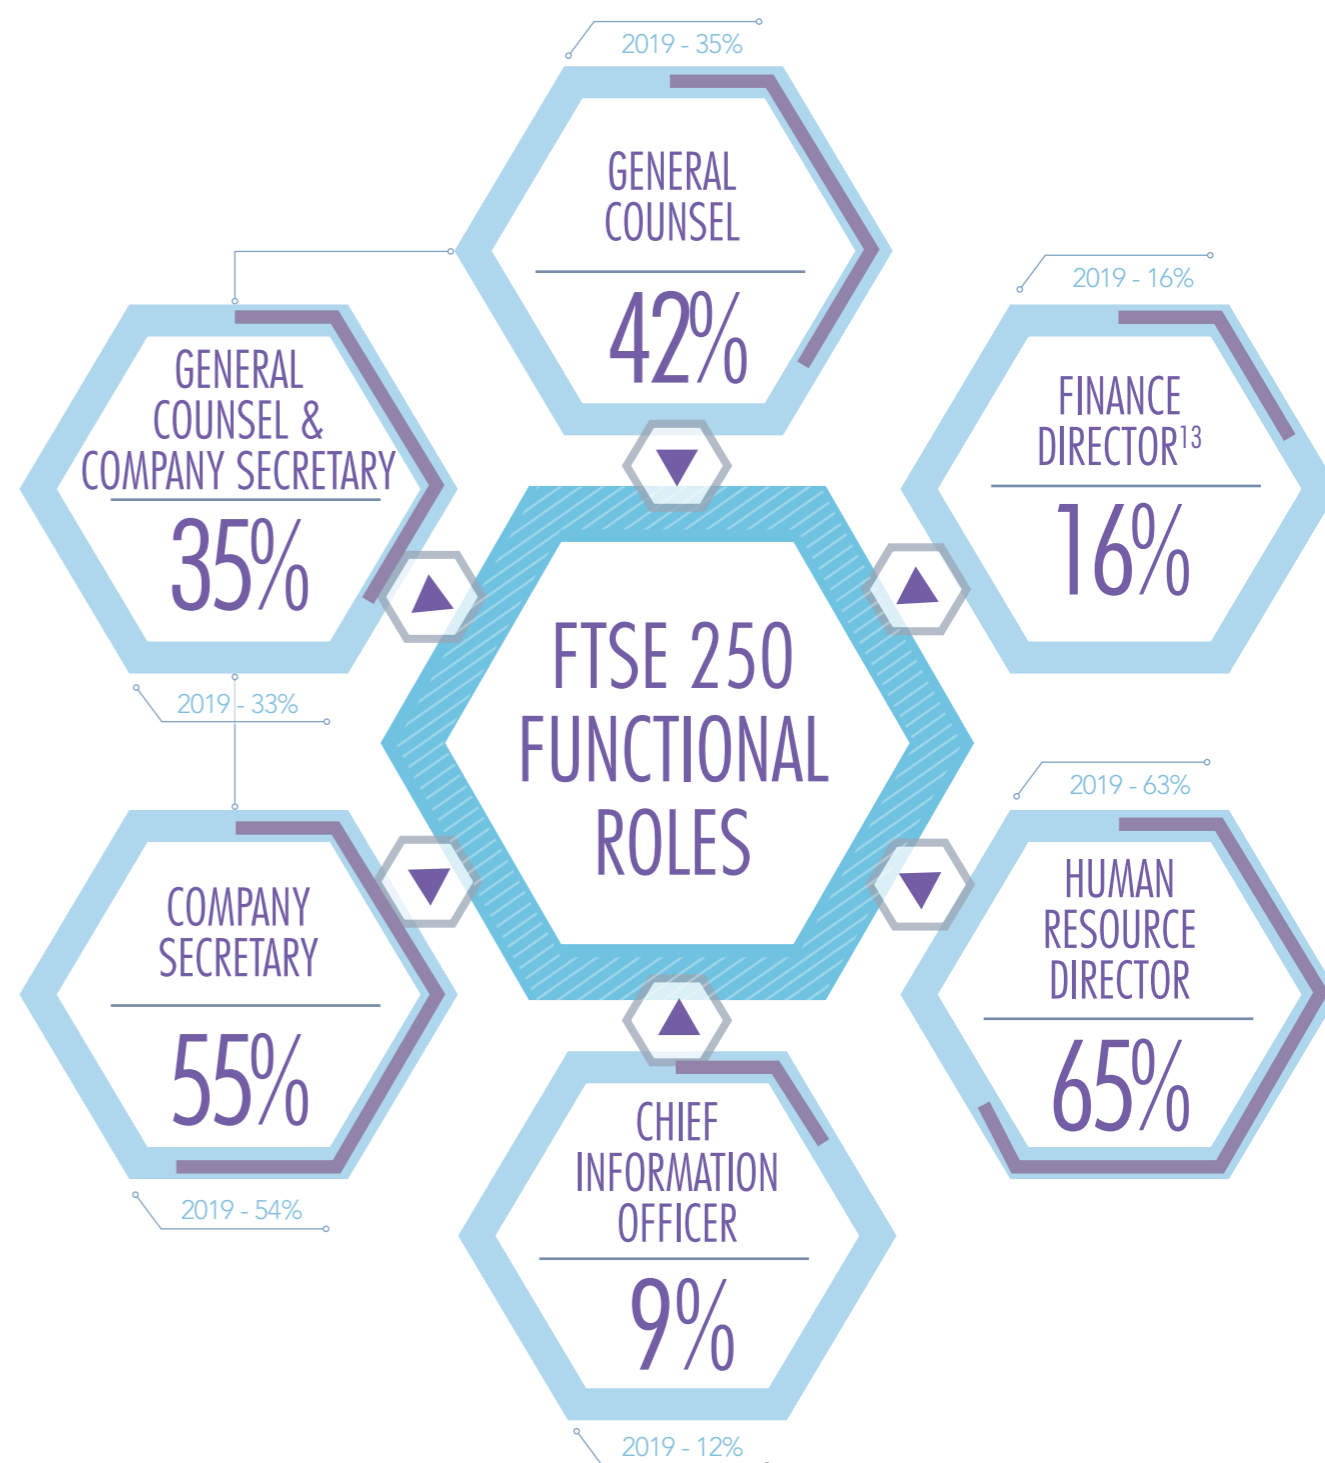 2019 - 35%
GENERAL
COUNSEL
42%
2019 - 16%
FINANCE
DIRECTOR13
16%
GENERAL
COUNSEL &
COMPANY SECRETARY
35%
2019 - 33%
FTSE 250
FUNCTIONAL
ROLES
2019 - 63%
HUMAN
RESOURCE
DIRECTOR
65%
COMPANY
SECRETARY
55%
2019 - 54%
CHIEF
INFORMATION
OFFICER
9%
2019 - 12%